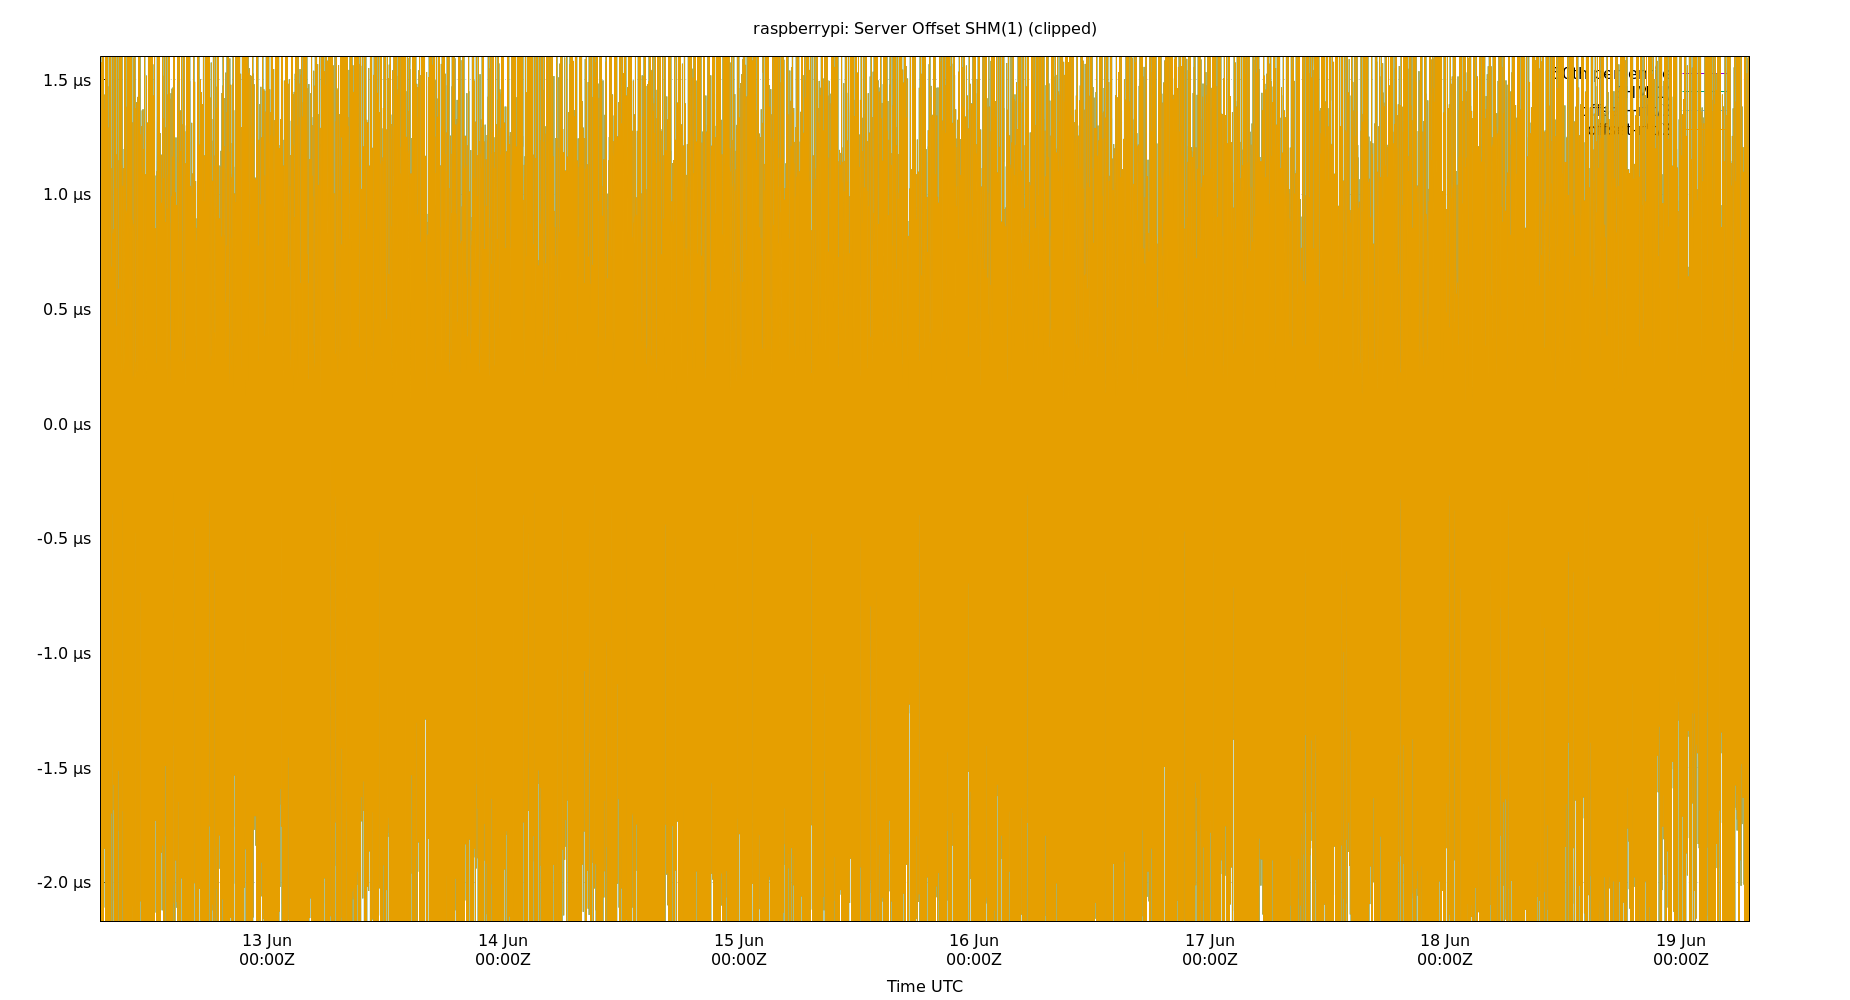 raspberrypi: Server Offset SHM(1) (clipped)
1.5 µs
1.0 µs
0.5 µs
0.0 µs
-0.5 µs
-1.0 µs
-1.5 µs
-2.0 µs
13 Jun
00:00Z
14 Jun
00:00Z
15 Jun
00:00Z
16 Jun
00:00Z
17 Jun
00:00Z
18 Jun
00:00Z
19 Jun
00:00Z
Time UTC